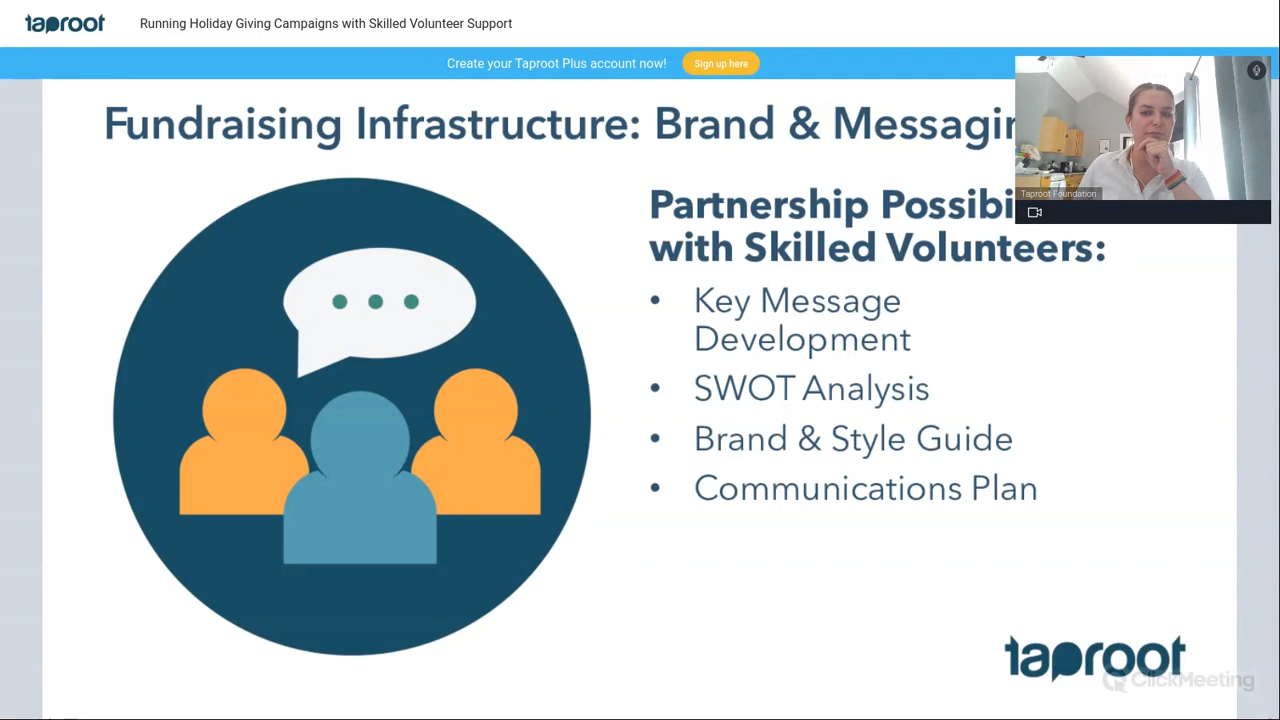 taproot
Running Holiday Giving Campaigns with Skilled Volunteer Support
Create your Taproot Plus account now!
Sign up here
Fundraising Infrastructure: Brand &
Taproot Foundation
Partnership
with Skilled Volunteers:
• Key Message
Development
• SWOT Analysis
• Brand & Style Guide
• Communications Plan
taproot
ClickMeeting